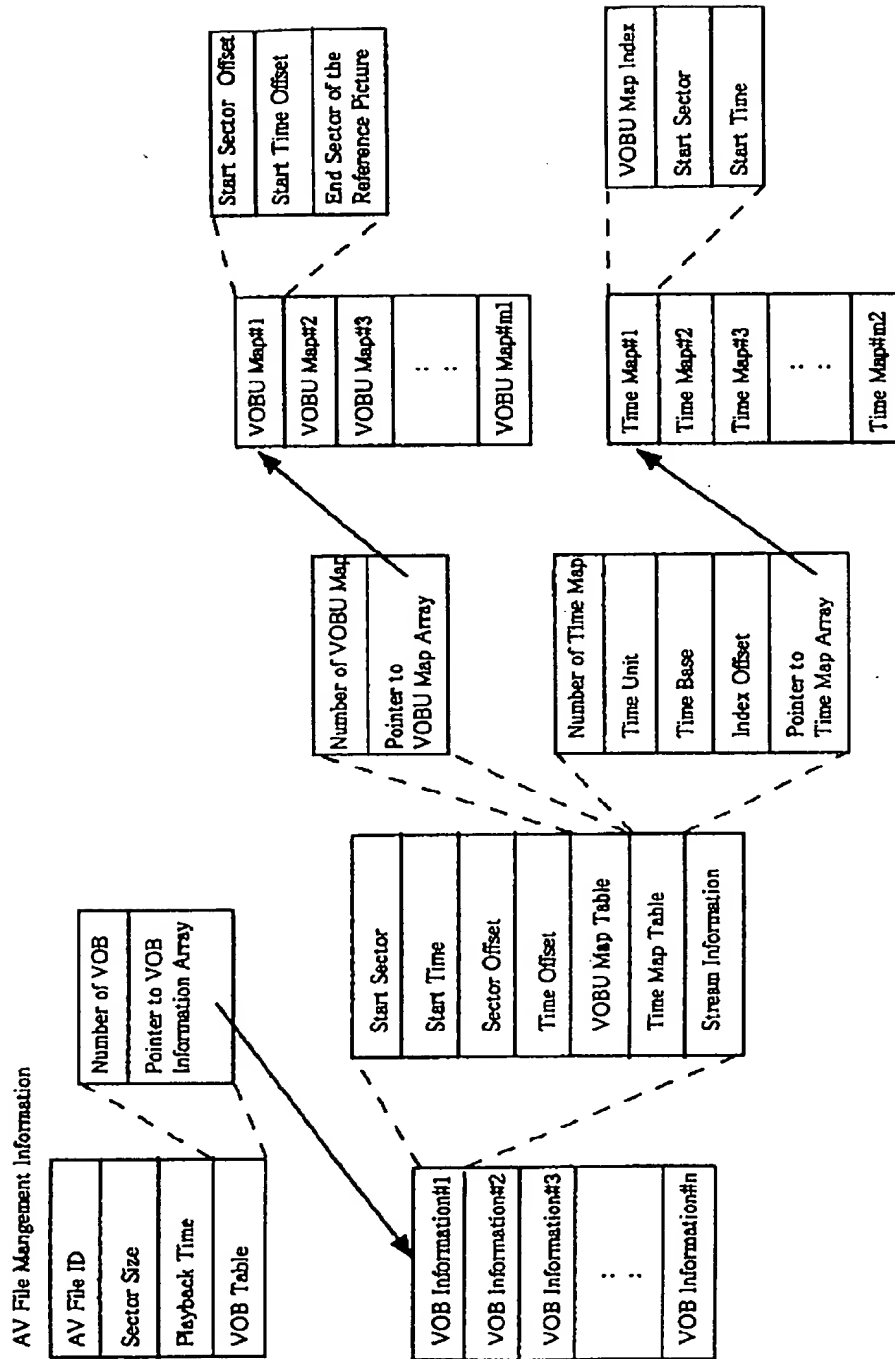 AV File Mangement Information
AV File ID
Sector Size
Playback Time
VOB Table
Number of VOB
Pointer to VOB
Information Array
VOB Information#1
VOB Information#2
VOB Information#3
: :
VOB Information#n
Start Sector
Start Time
Sector Offset
Time Offset
VOBU Map Table
Time Map Table
Stream Information
Number of VOBU Map
Pointer to
VOBU Map Array
Number of Time Map
Time Unit
Time Base
Index Offset
Pointer to
Time Map Array
VOBU Map#1
VOBU Map#2
VOBU Map#3
: :
VOBU Map#m1
Start Sector Offset
Start Time Offset
End Sector of the
Reference Picture
Time Map#1
Time Map#2
Time Map#3
: :
Time Map#m2
VOBU Map Index
Start Sector
Start Time